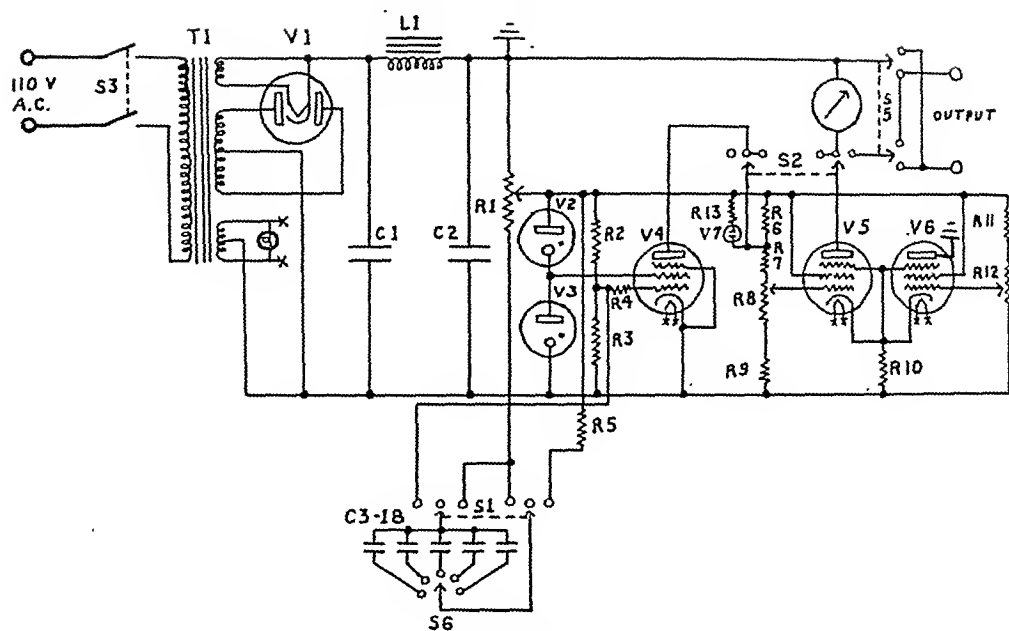 T1
V1
L1
110 V
A.C.
S3
S5
OUTPUT
S2
R1
V2
R2
V4
R13
V7
R6
R7
V5
V6
R11
C1
C2
V3
R4
R8
R12
R3
R9
R10
R5
S1
C3-18
S6